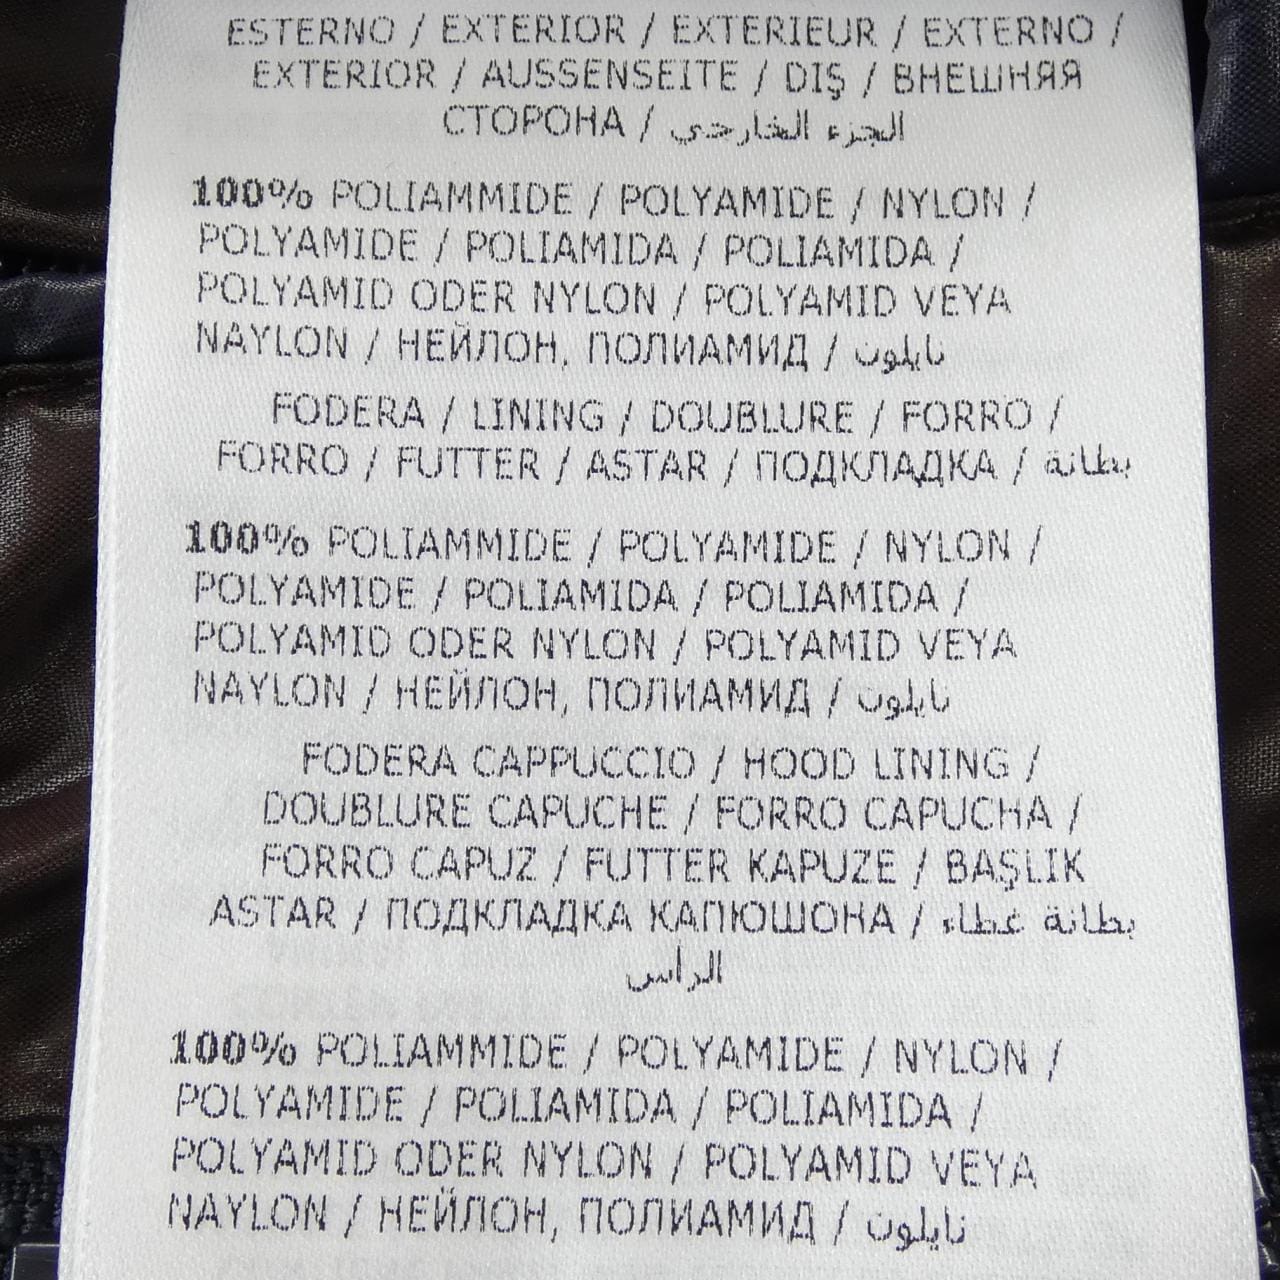 ESTERNO / EXTERIOR / EXTERIEUR / EXTERNO /
EXTERIOR / AUSSENSEITE / DIŞ / ВНЕШНЯЯ
СТОРОНА / الجزء الخارجي
100% POLIAMMIDE / POLYAMIDE / NYLON /
POLYAMIDE / POLIAMIDA / POLIAMIDA /
POLYAMID ODER NYLON / POLYAMID VEYA
NAYLON / НЕЙЛОН, ПОЛИАМИД / نايلون
FODERA / LINING / DOUBLURE / FORRO /
FORRO / FUTTER / ASTAR / ПОДКЛАДКА / بطانة
100% POLIAMMIDE / POLYAMIDE / NYLON /
POLYAMIDE / POLIAMIDA / POLIAMIDA /
POLYAMID ODER NYLON / POLYAMID VEYA
NAYLON / НЕЙЛОН, ПОЛИАМИД / نايلون
FODERA CAPPUCCIO / HOOD LINING /
DOUBLURE CAPUCHE / FORRO CAPUCHA /
FORRO CAPUZ / FUTTER KAPUZE / BAŞLIK
ASTAR / ПОДКЛАДКА КАПЮШОНА / بطانة غطاء
الرأس
100% POLIAMMIDE / POLYAMIDE / NYLON /
POLYAMIDE / POLIAMIDA / POLIAMIDA /
POLYAMID ODER NYLON / POLYAMID VEYA
NAYLON / НЕЙЛОН, ПОЛИАМИД / نايلون